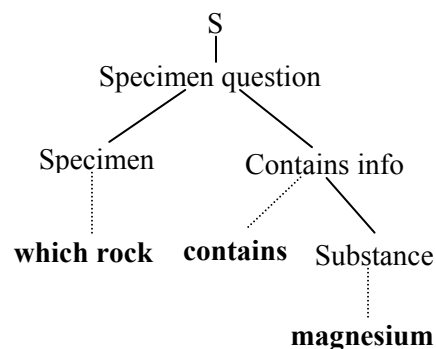 S
Specimen question
Specimen
Contains info
which rock
contains
Substance
magnesium